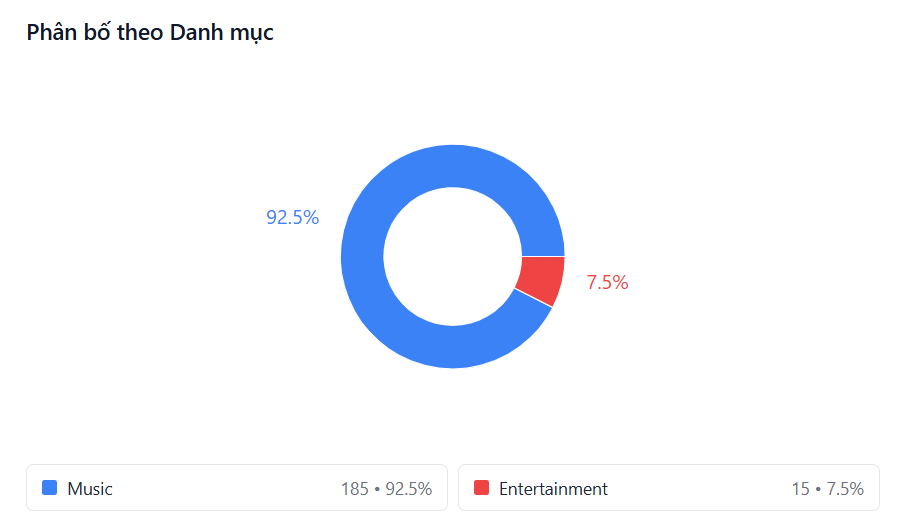 Phân bố theo Danh mục
92.5%
7.5%
Music 185 • 92.5%
Entertainment 15 • 7.5%